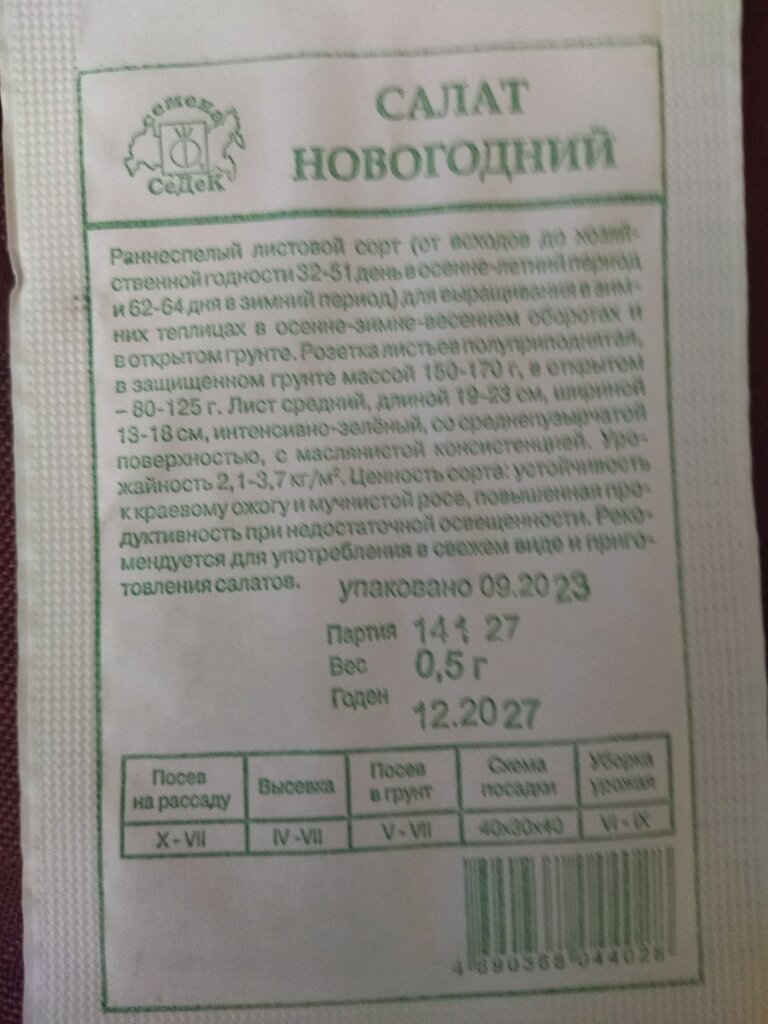 семена
СеДеК
САЛАТ
НОВОГОДНИЙ
Раннеспелый листовой сорт (от всходов до хозяй-
ственной годности 32-51 день в осенне-летний период
и 62-64 дня в зимний период) для выращивания в зим-
них теплицах в осенне-зимне-весеннем оборотах и
в открытом грунте. Розетка листьев полуприподнятая,
в защищенном грунте массой 150-170 г, в открытом
– 80-125 г. Лист средний, длиной 19-23 см, шириной
13-18 см, интенсивно-зелёный, со среднепузырчатой
поверхностью, с маслянистой консистенцией. Уро-
жайность 2,1-3,7 кг/м². Ценность сорта: устойчивость
к краевому ожогу и мучнистой росе, повышенная про-
дуктивность при недостаточной освещенности. Реко-
мендуется для употребления в свежем виде и приго-
товления салатов.
упаковано 09.2023
Партия 141 27
Вес 0,5 г
Годен 12.2027
Посев на рассаду Высевка Посев в грунт Схема посадки Уборка урожая
X - VII IV -VII V - VII 40x30x40 VI - IX
4 690368 044028